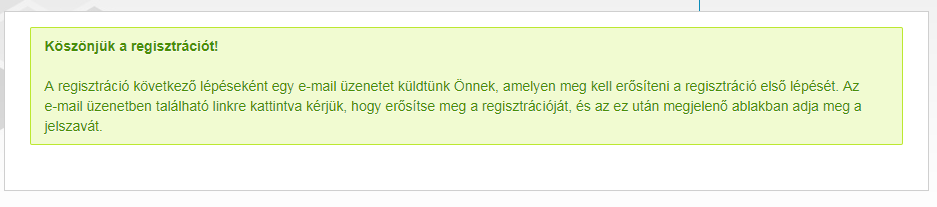 Köszönjük a regisztrációt!
A regisztráció következő lépéseként egy e-mail üzenetet küldtünk Önnek, amelyen meg kell erősíteni a regisztráció első lépését. Az
e-mail üzenetben található linkre kattintva kérjük, hogy erősítse meg a regisztrációját, és az ez után megjelenő ablakban adja meg a
jelszavát.